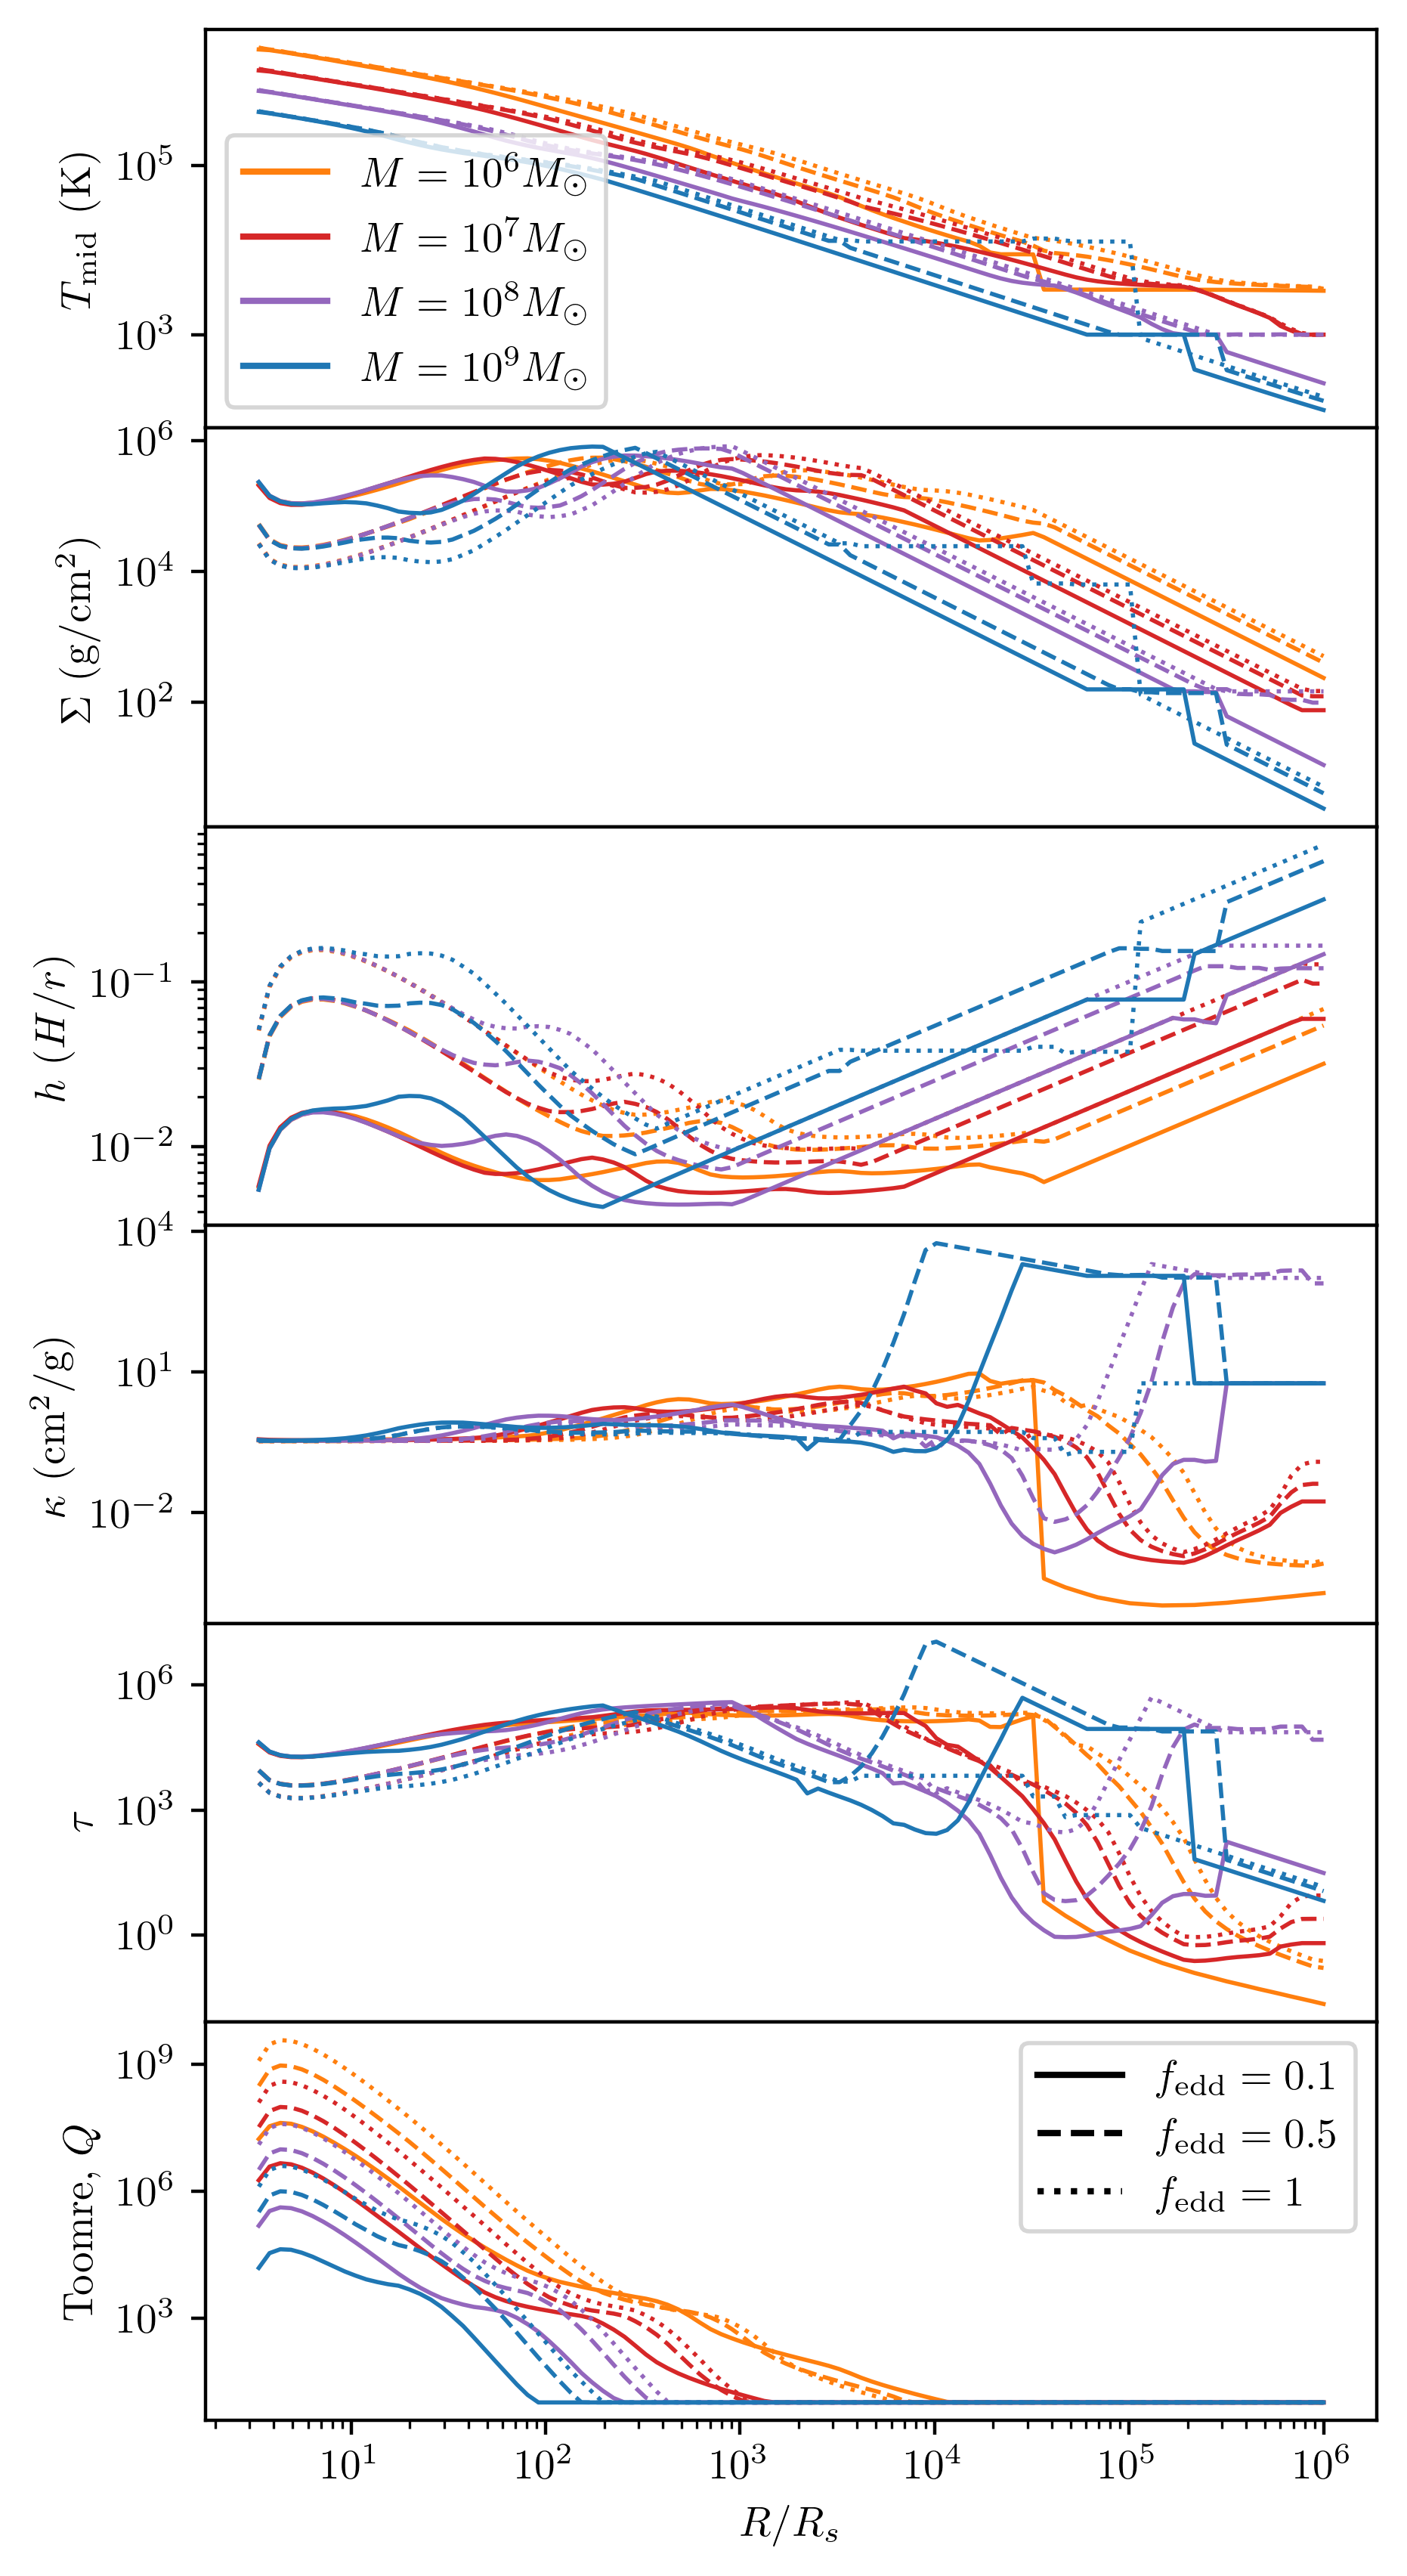 T_mid (K)
10^5
10^3
M = 10^6 M_⊙
M = 10^7 M_⊙
M = 10^8 M_⊙
M = 10^9 M_⊙
Σ (g/cm^2)
10^6
10^4
10^2
h (H/r)
10^−1
10^−2
κ (cm^2/g)
10^4
10^1
10^−2
τ
10^6
10^3
10^0
Toomre, Q
10^9
10^6
10^3
f_edd = 0.1
f_edd = 0.5
f_edd = 1
10^1 10^2 10^3 10^4 10^5 10^6
R/R_s